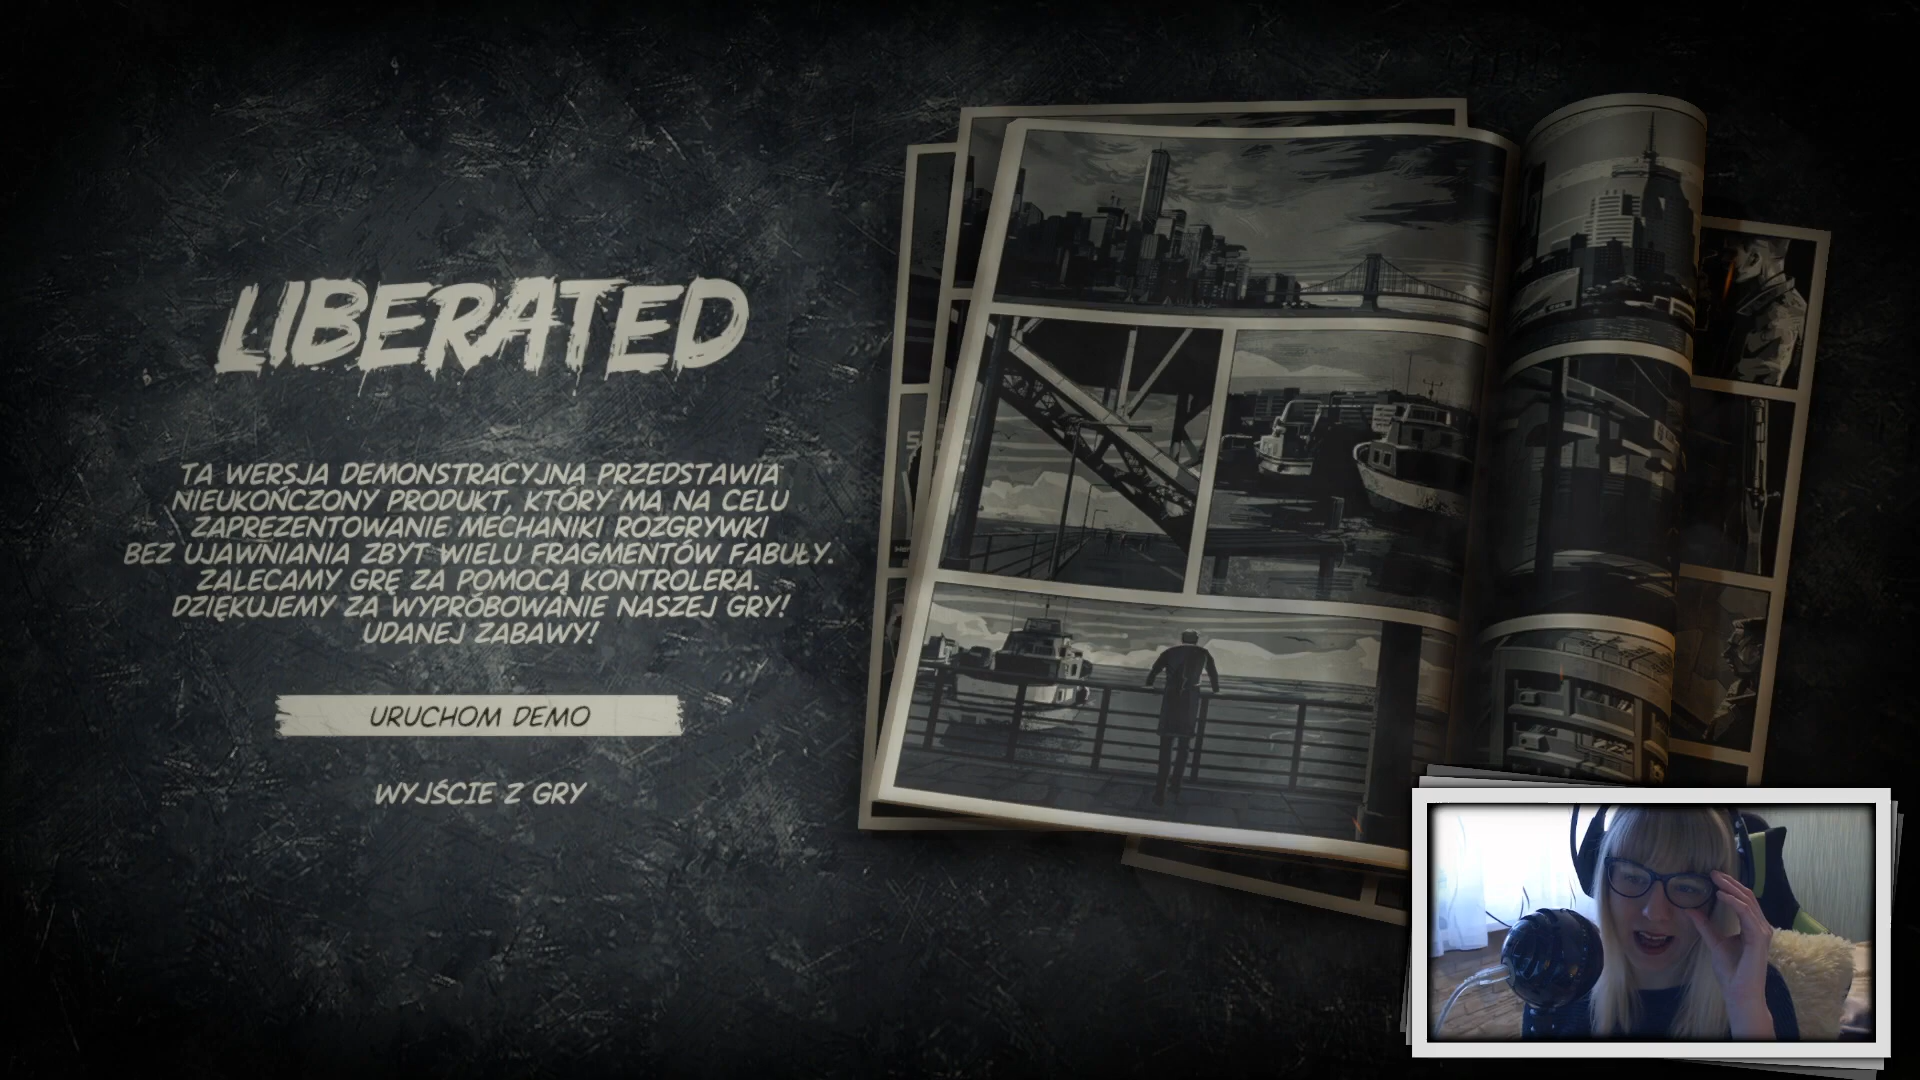 LIBERATED
TA WERSJA DEMONSTRACYJNA PRZEDSTAWIA
NIEUKOŃCZONY PRODUKT, KTÓRY MA NA CELU
ZAPREZENTOWANIE MECHANIKI ROZGRYWKI
BEZ UJAWNIANIA ZBYT WIELU FRAGMENTÓW FABUŁY.
ZALECAMY GRĘ ZA POMOCĄ KONTROLERA.
DZIĘKUJEMY ZA WYPRÓBOWANIE NASZEJ GRY!
UDANEJ ZABAWY!
URUCHOM DEMO
WYJŚCIE Z GRY